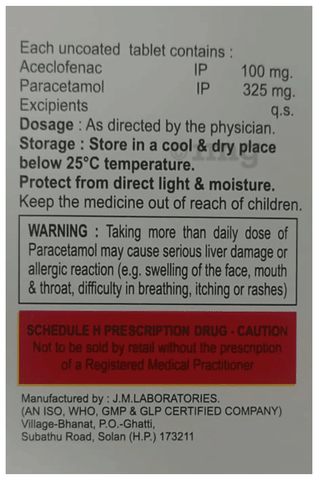 Each uncoated tablet contains :
Aceclofenac IP 100 mg.
Paracetamol IP 325 mg.
Excipients q.s.
Dosage : As directed by the physician.
Storage : Store in a cool & dry place
below 25°C temperature.
Protect from direct light & moisture.
Keep the medicine out of reach of children.
WARNING : Taking more than daily dose of
Paracetamol may cause serious liver damage or
allergic reaction (e.g. swelling of the face, mouth
& throat, difficulty in breathing, itching or rashes)
SCHEDULE H PRESCRIPTION DRUG - CAUTION
Not to be sold by retail without the prescription
of a Registered Medical Practitioner
Manufactured by : J.M.LABORATORIES.
(AN ISO, WHO, GMP & GLP CERTIFIED COMPANY)
Village-Bhanat, P.O.-Ghatti,
Subathu Road, Solan (H.P.) 173211